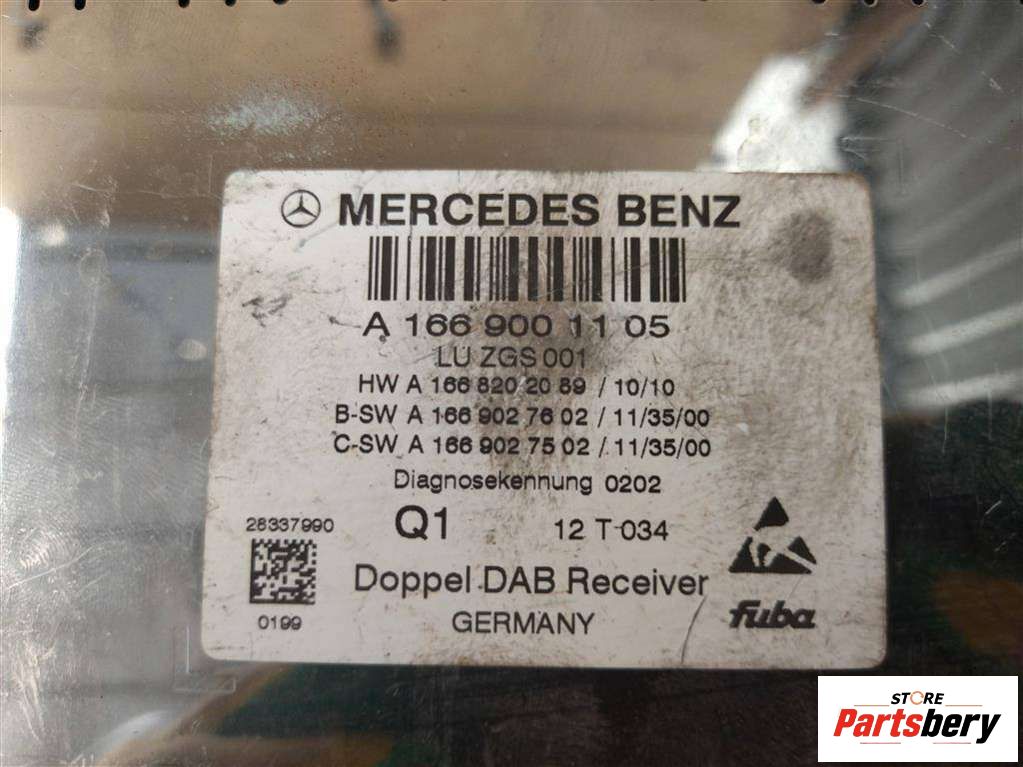 MERCEDES BENZ
A 166 900 11 05
LU ZGS 001
HW A 166 820 20 89 / 10/10
B-SW A 166 902 76 02 / 11/35/00
C-SW A 166 902 75 02 / 11/35/00
Diagnosekennung 0202
28337990
Q1
12 T 034
0199
Doppel DAB Receiver
GERMANY
fuba
STORE
Partsbery